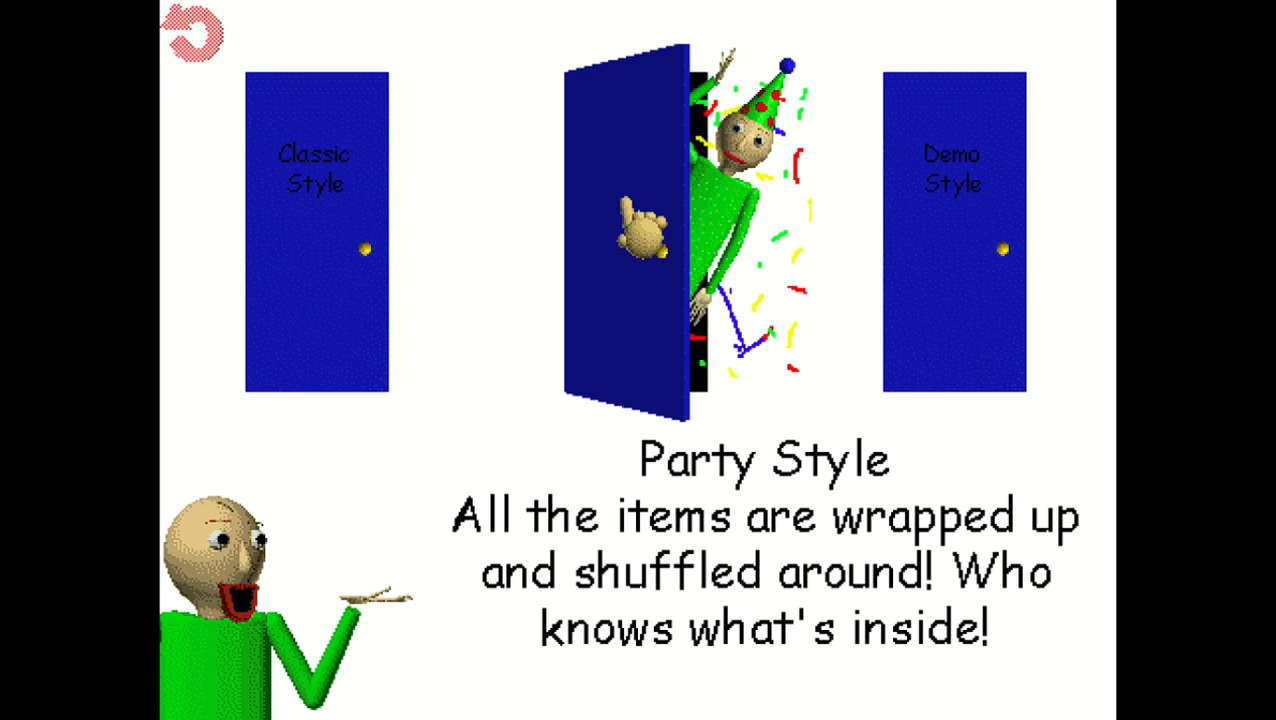 Classic
Style
Demo
Style
Party Style
All the items are wrapped up
and shuffled around! Who
knows what's inside!